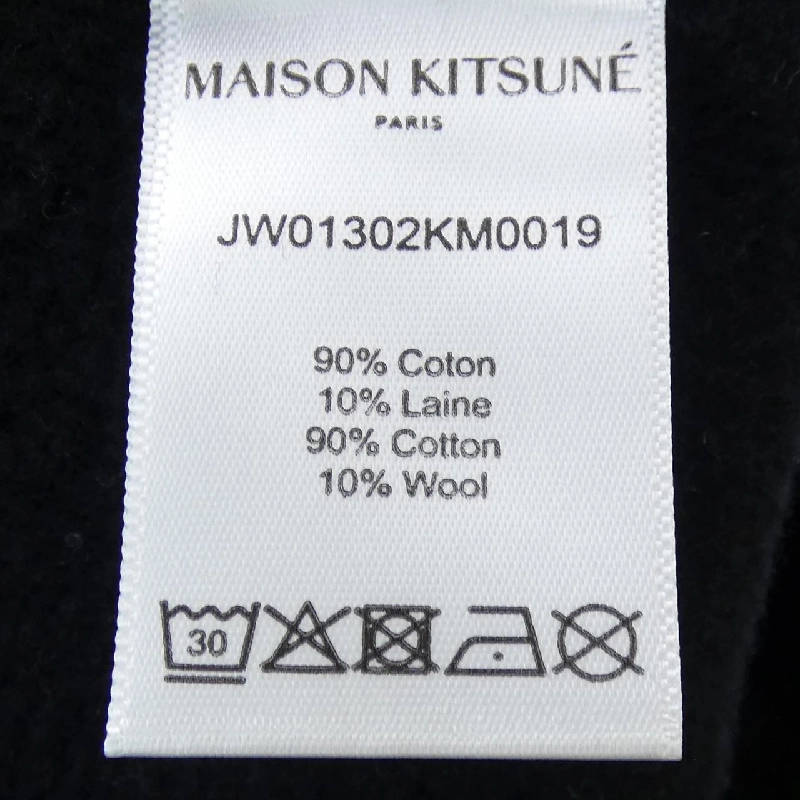 MAISON KITSUNÉ
PARIS
JW01302KM0019
90% Coton
10% Laine
90% Cotton
10% Wool
30